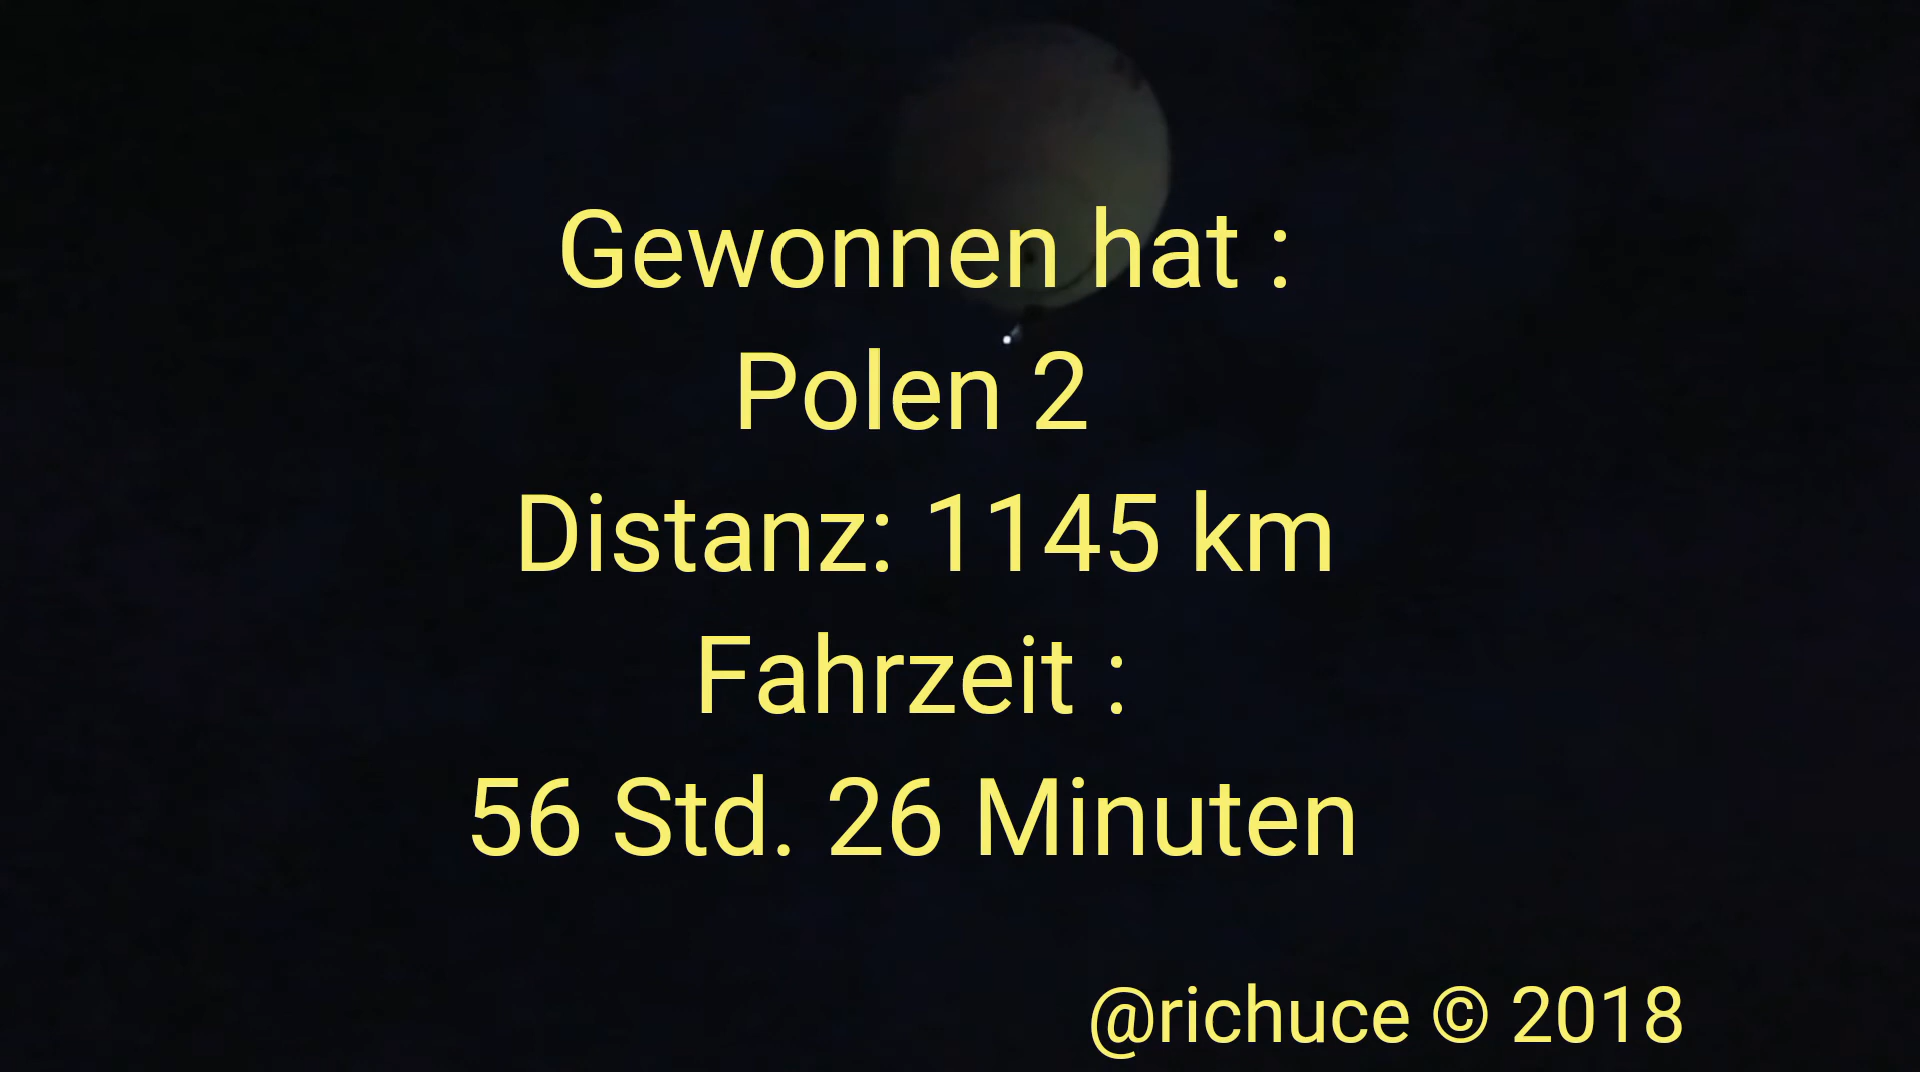 Gewonnen hat :
Polen 2
Distanz: 1145 km
Fahrzeit :
56 Std. 26 Minuten
@richuce © 2018